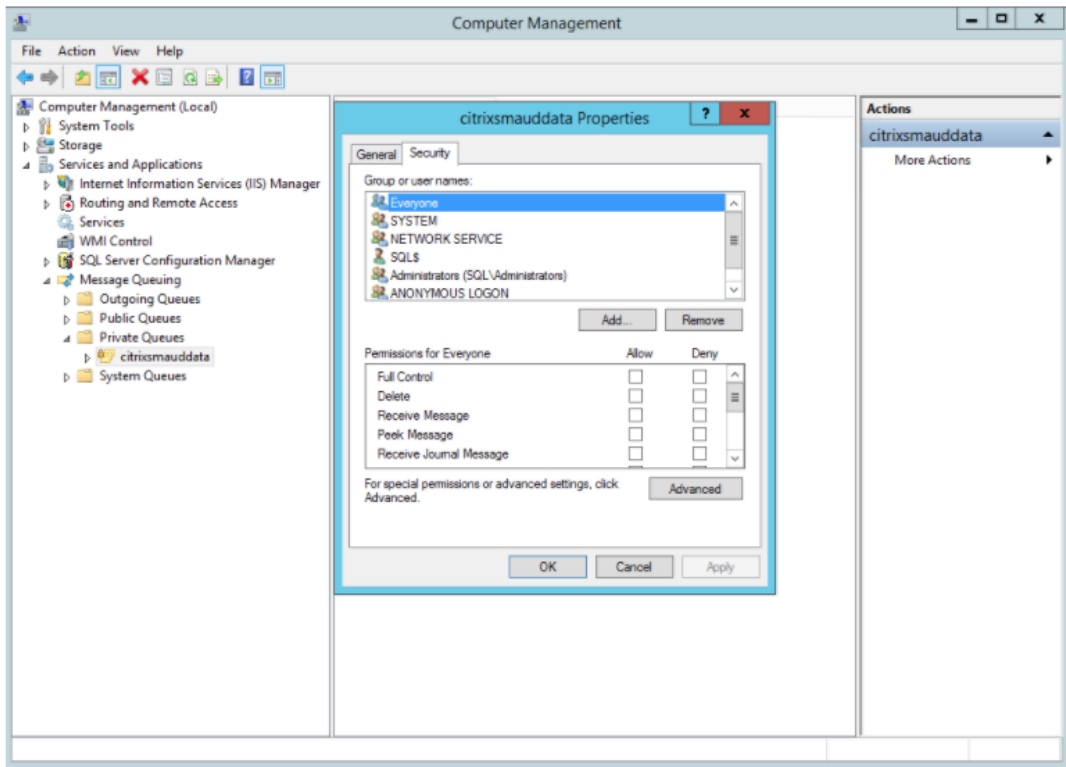 Computer Management
File Action View Help
Computer Management (Local)
System Tools
Storage
Services and Applications
Internet Information Services (IIS) Manager
Routing and Remote Access
Services
WMI Control
SQL Server Configuration Manager
Message Queuing
Outgoing Queues
Public Queues
Private Queues
citrixsmauddata
System Queues
citrixsmauddata Properties
? x
General Security
Group or user names:
Everyone
SYSTEM
NETWORK SERVICE
SQL$
Administrators (SQL\Administrators)
ANONYMOUS LOGON
Add... Remove
Permissions for Everyone Allow Deny
Full Control
Delete
Receive Message
Peek Message
Receive Journal Message
For special permissions or advanced settings, click
Advanced.
Advanced
OK Cancel Apply
Actions
citrixsmauddata
More Actions